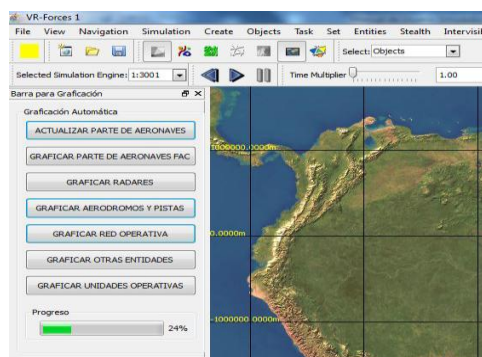 VR-Forces 1
File View Navigation Simulation Create Objects Task Set Entities Stealth Intervisil
Select: Objects
Selected Simulation Engine: 1:3001 Time Multiplier 1.00
Barra para Graficación
Graficación Automática
ACTUALIZAR PARTE DE AERONAVES
GRAFICAR PARTE DE AERONAVES FAC
1000000.0000m
GRAFICAR RADARES
GRAFICAR AERODROMOS Y PISTAS
GRAFICAR RED OPERATIVA
0.0000m
GRAFICAR OTRAS ENTIDADES
GRAFICAR UNIDADES OPERATIVAS
Progreso
24%
-1000000.0000m